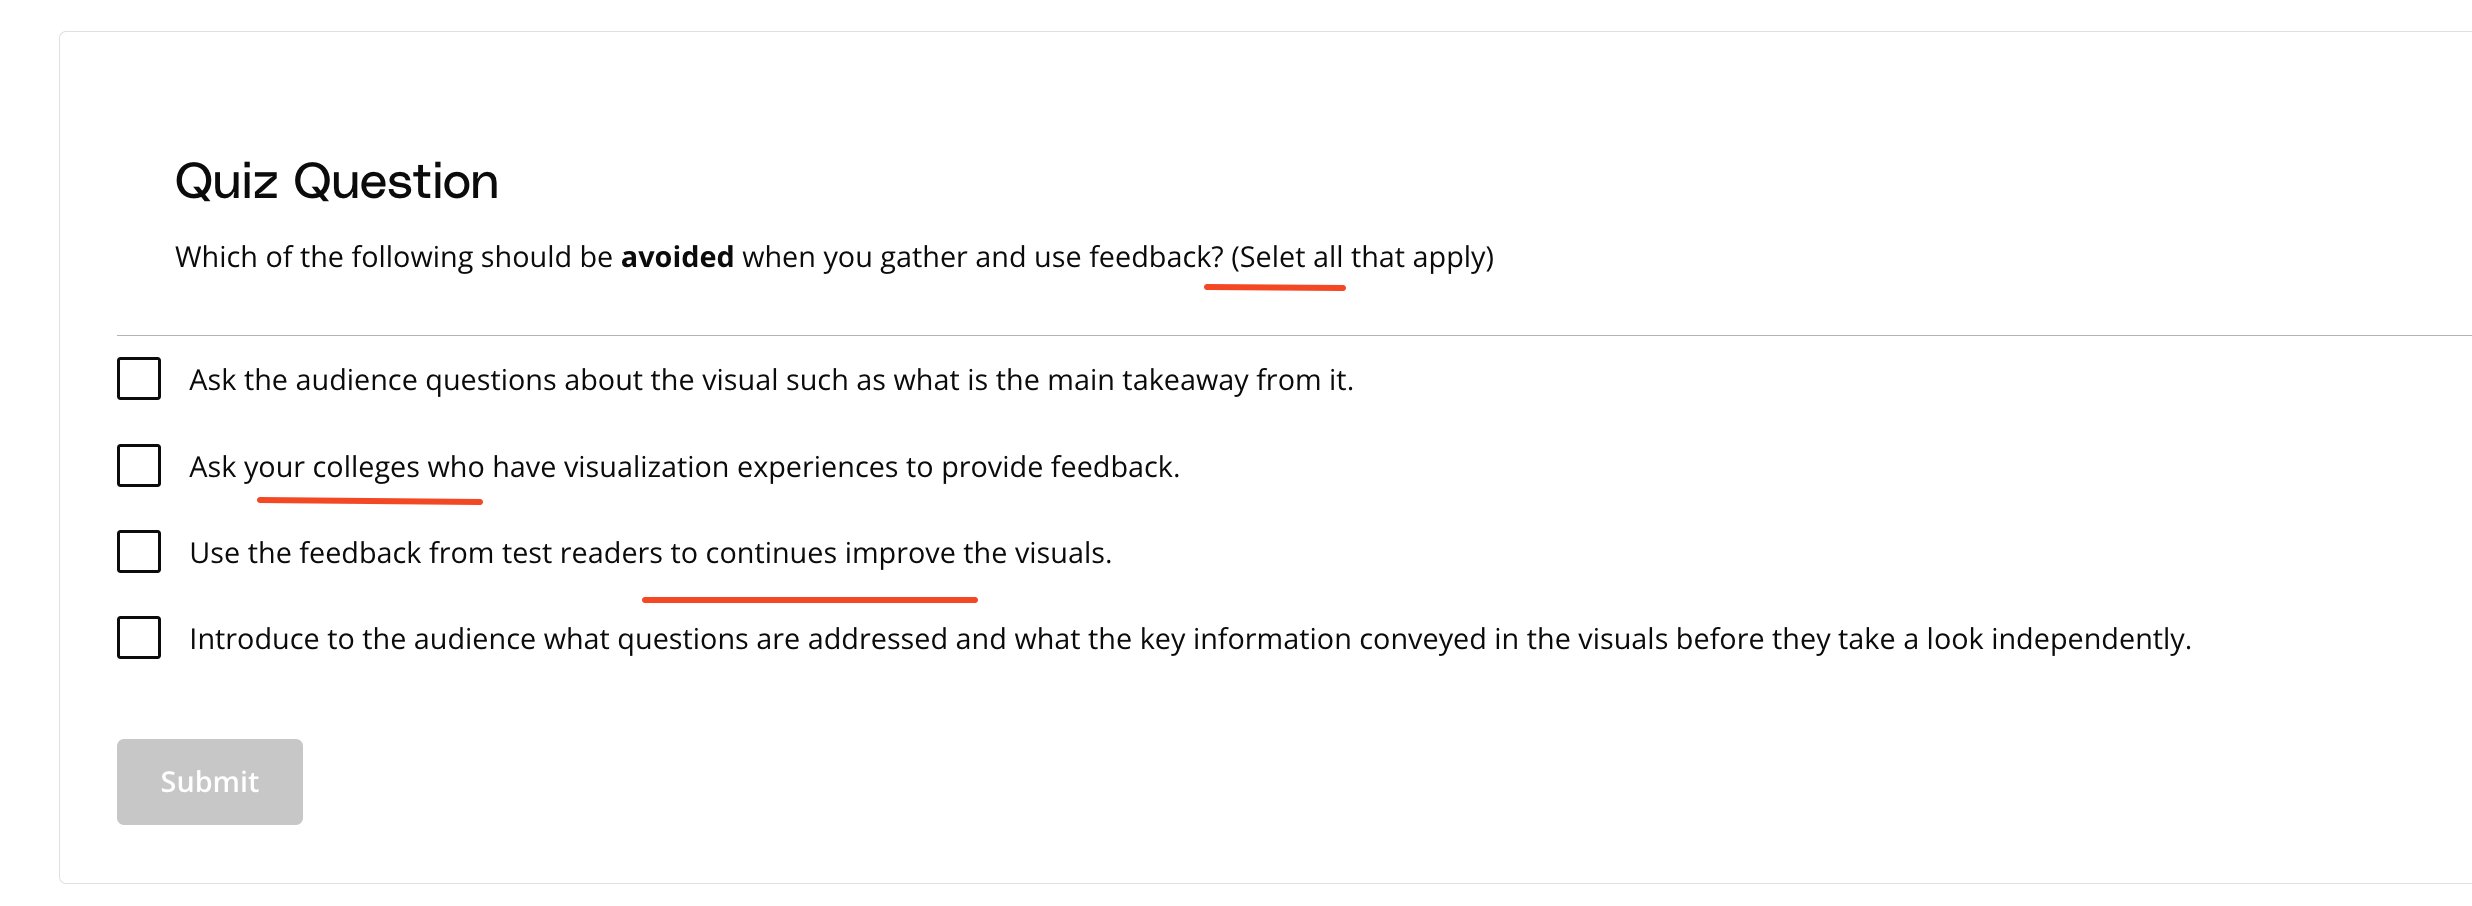 Quiz Question
Which of the following should be avoided when you gather and use feedback? (Selet all that apply)
Ask the audience questions about the visual such as what is the main takeaway from it.
Ask your colleges who have visualization experiences to provide feedback.
Use the feedback from test readers to continues improve the visuals.
Introduce to the audience what questions are addressed and what the key information conveyed in the visuals before they take a look independently.
Submit